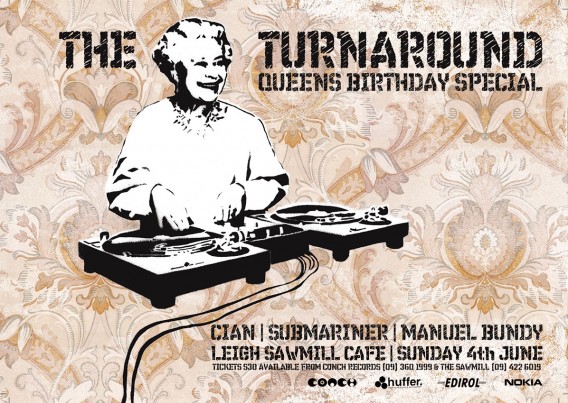 THE TURNAROUND
QUEENS BIRTHDAY SPECIAL
CIAN | SUBMARINER | MANUEL BUNDY
LEIGH SAWMILL CAFE | SUNDAY 4th JUNE
TICKETS $30 AVAILABLE FROM CONCH RECORDS (09) 360 1999 & THE SAWMILL (09) 422 6019
CONCH huffer. EDIROL NOKIA